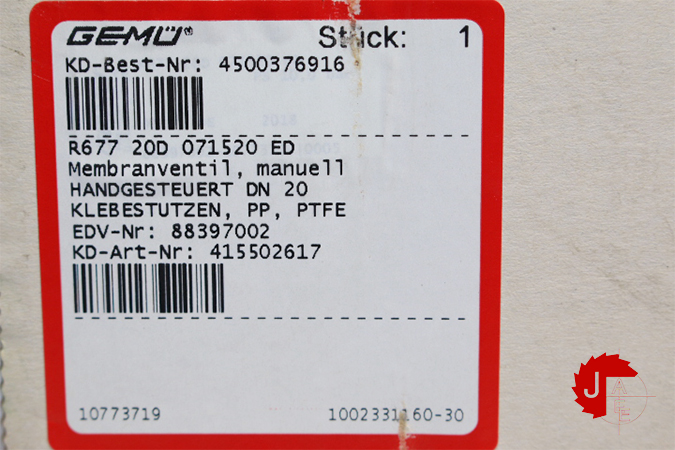 GEMÜ® Stück: 1
KD-Best-Nr: 4500376916
R677 20D 071520 ED
Membranventil, manuell
HANDGESTEUERT DN 20
KLEBESTUTZEN, PP, PTFE
EDV-Nr: 88397002
KD-Art-Nr: 415502617
10773719 1002331160-30
J